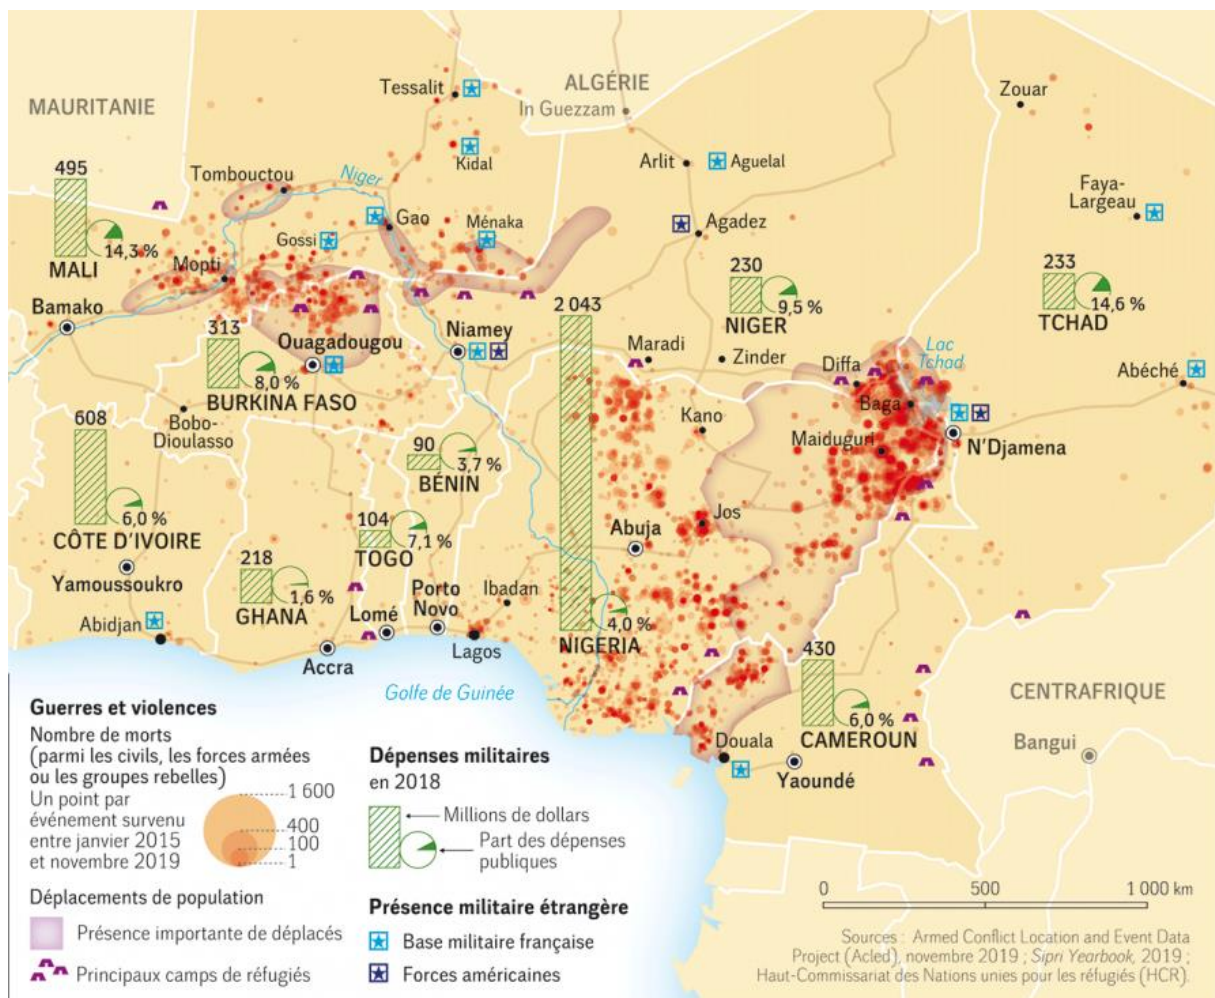 MAURITANIE
ALGÉRIE
In Guezzam
Tessalit
Kidal
Zouar
Arlit
Aguelal
Faya-
Largeau
495
14,3 %
MALI
Tombouctou
Niger
Gao
Gossi
Ménaka
Mopti
Agadez
230
9,5 %
NIGER
233
14,6 %
TCHAD
Bamako
313
8,0 %
BURKINA FASO
Ouagadougou
Niamey
2 043
4,0 %
NIGERIA
Maradi
Zinder
Diffa
Lac
Tchad
Baga
Abéché
Bobo-
Dioulasso
608
6,0 %
CÔTE D'IVOIRE
Yamoussoukro
Abidjan
90
3,7 %
BÉNIN
Kano
Maiduguri
N'Djamena
104
7,1 %
TOGO
218
1,6 %
GHANA
Jos
Abuja
Lomé
Porto
Novo
Ibadan
Lagos
Accra
Golfe de Guinée
430
6,0 %
CAMEROUN
Douala
Yaoundé
CENTRAFRIQUE
Bangui
Guerres et violences
Nombre de morts
(parmi les civils, les forces armées
ou les groupes rebelles)
Un point par
événement survenu
entre janvier 2015
et novembre 2019
1 600
400
100
1
Déplacements de population
Présence importante de déplacés
Principaux camps de réfugiés
Dépenses militaires
en 2018
Millions de dollars
Part des dépenses
publiques
Présence militaire étrangère
Base militaire française
Forces américaines
0 500 1 000 km
Sources : Armed Conflict Location and Event Data
Project (Acled), novembre 2019 ; Sipri Yearbook, 2019 ;
Haut-Commissariat des Nations unies pour les réfugiés (HCR).